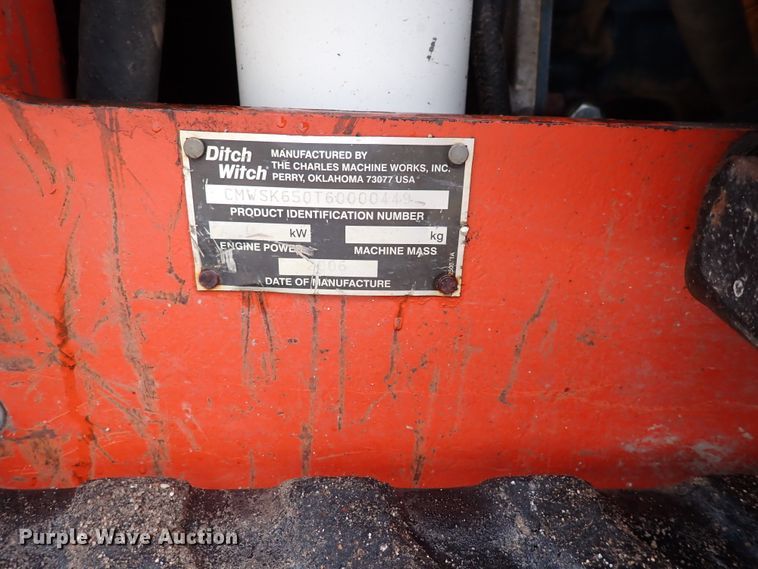 Ditch Witch
MANUFACTURED BY
THE CHARLES MACHINE WORKS, INC.
PERRY, OKLAHOMA 73077 USA
CMWSK650T60000449
PRODUCT IDENTIFICATION NUMBER
kW
kg
ENGINE POWER
MACHINE MASS
2006
DATE OF MANUFACTURE
Purple Wave Auction